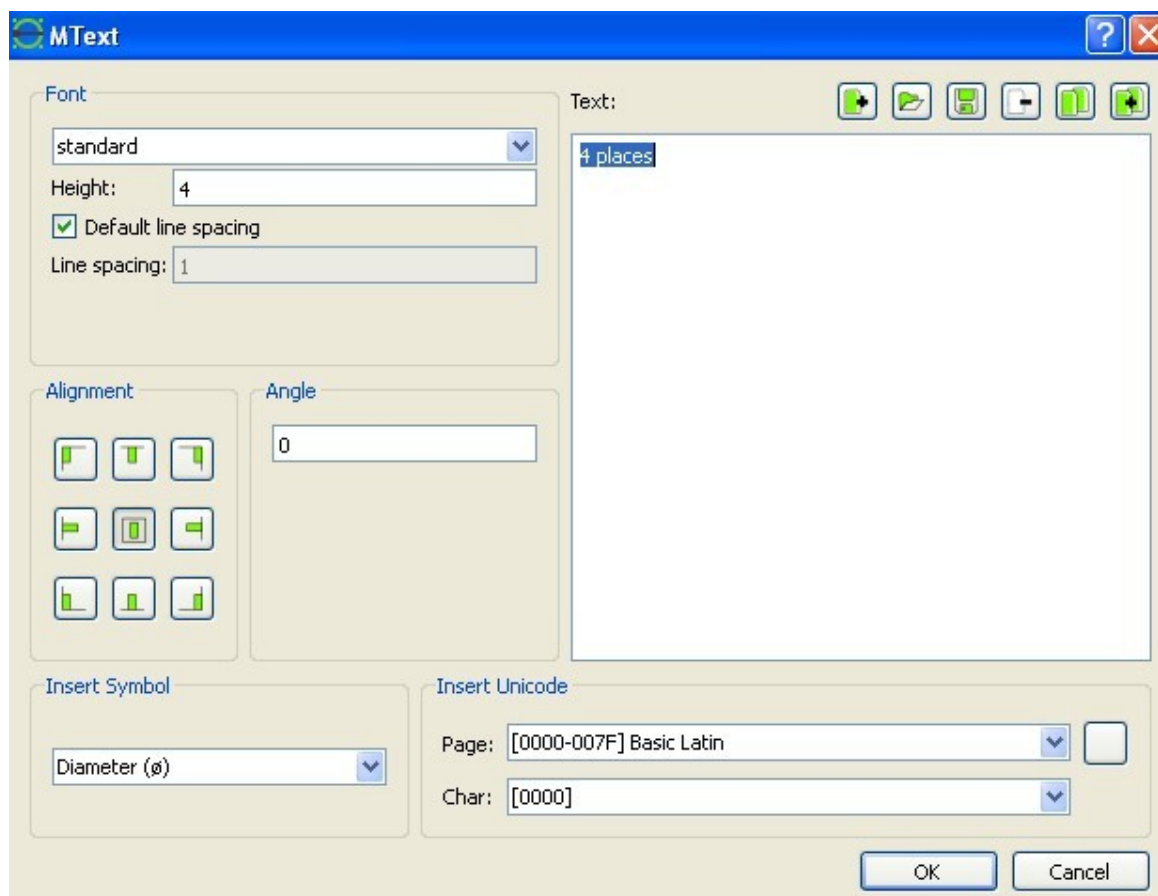 MText
Font
standard
Height: 4
Default line spacing
Line spacing: 1
Text:
4 places
Alignment
Angle
0
Insert Symbol
Diameter (ø)
Insert Unicode
Page: [0000-007F] Basic Latin
Char: [0000]
OK Cancel